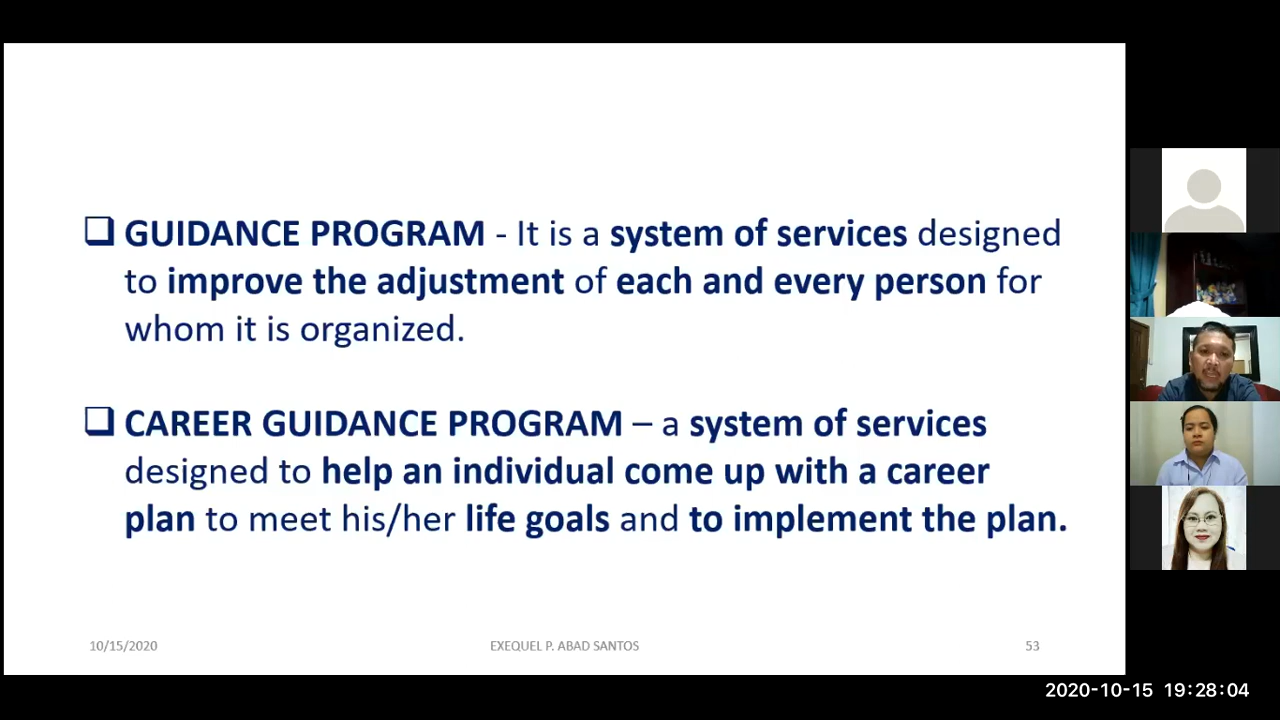 ❑ GUIDANCE PROGRAM - It is a system of services designed
to improve the adjustment of each and every person for
whom it is organized.
❑ CAREER GUIDANCE PROGRAM – a system of services
designed to help an individual come up with a career
plan to meet his/her life goals and to implement the plan.
10/15/2020
EXEQUEL P. ABAD SANTOS
53
2020-10-15 19:28:04